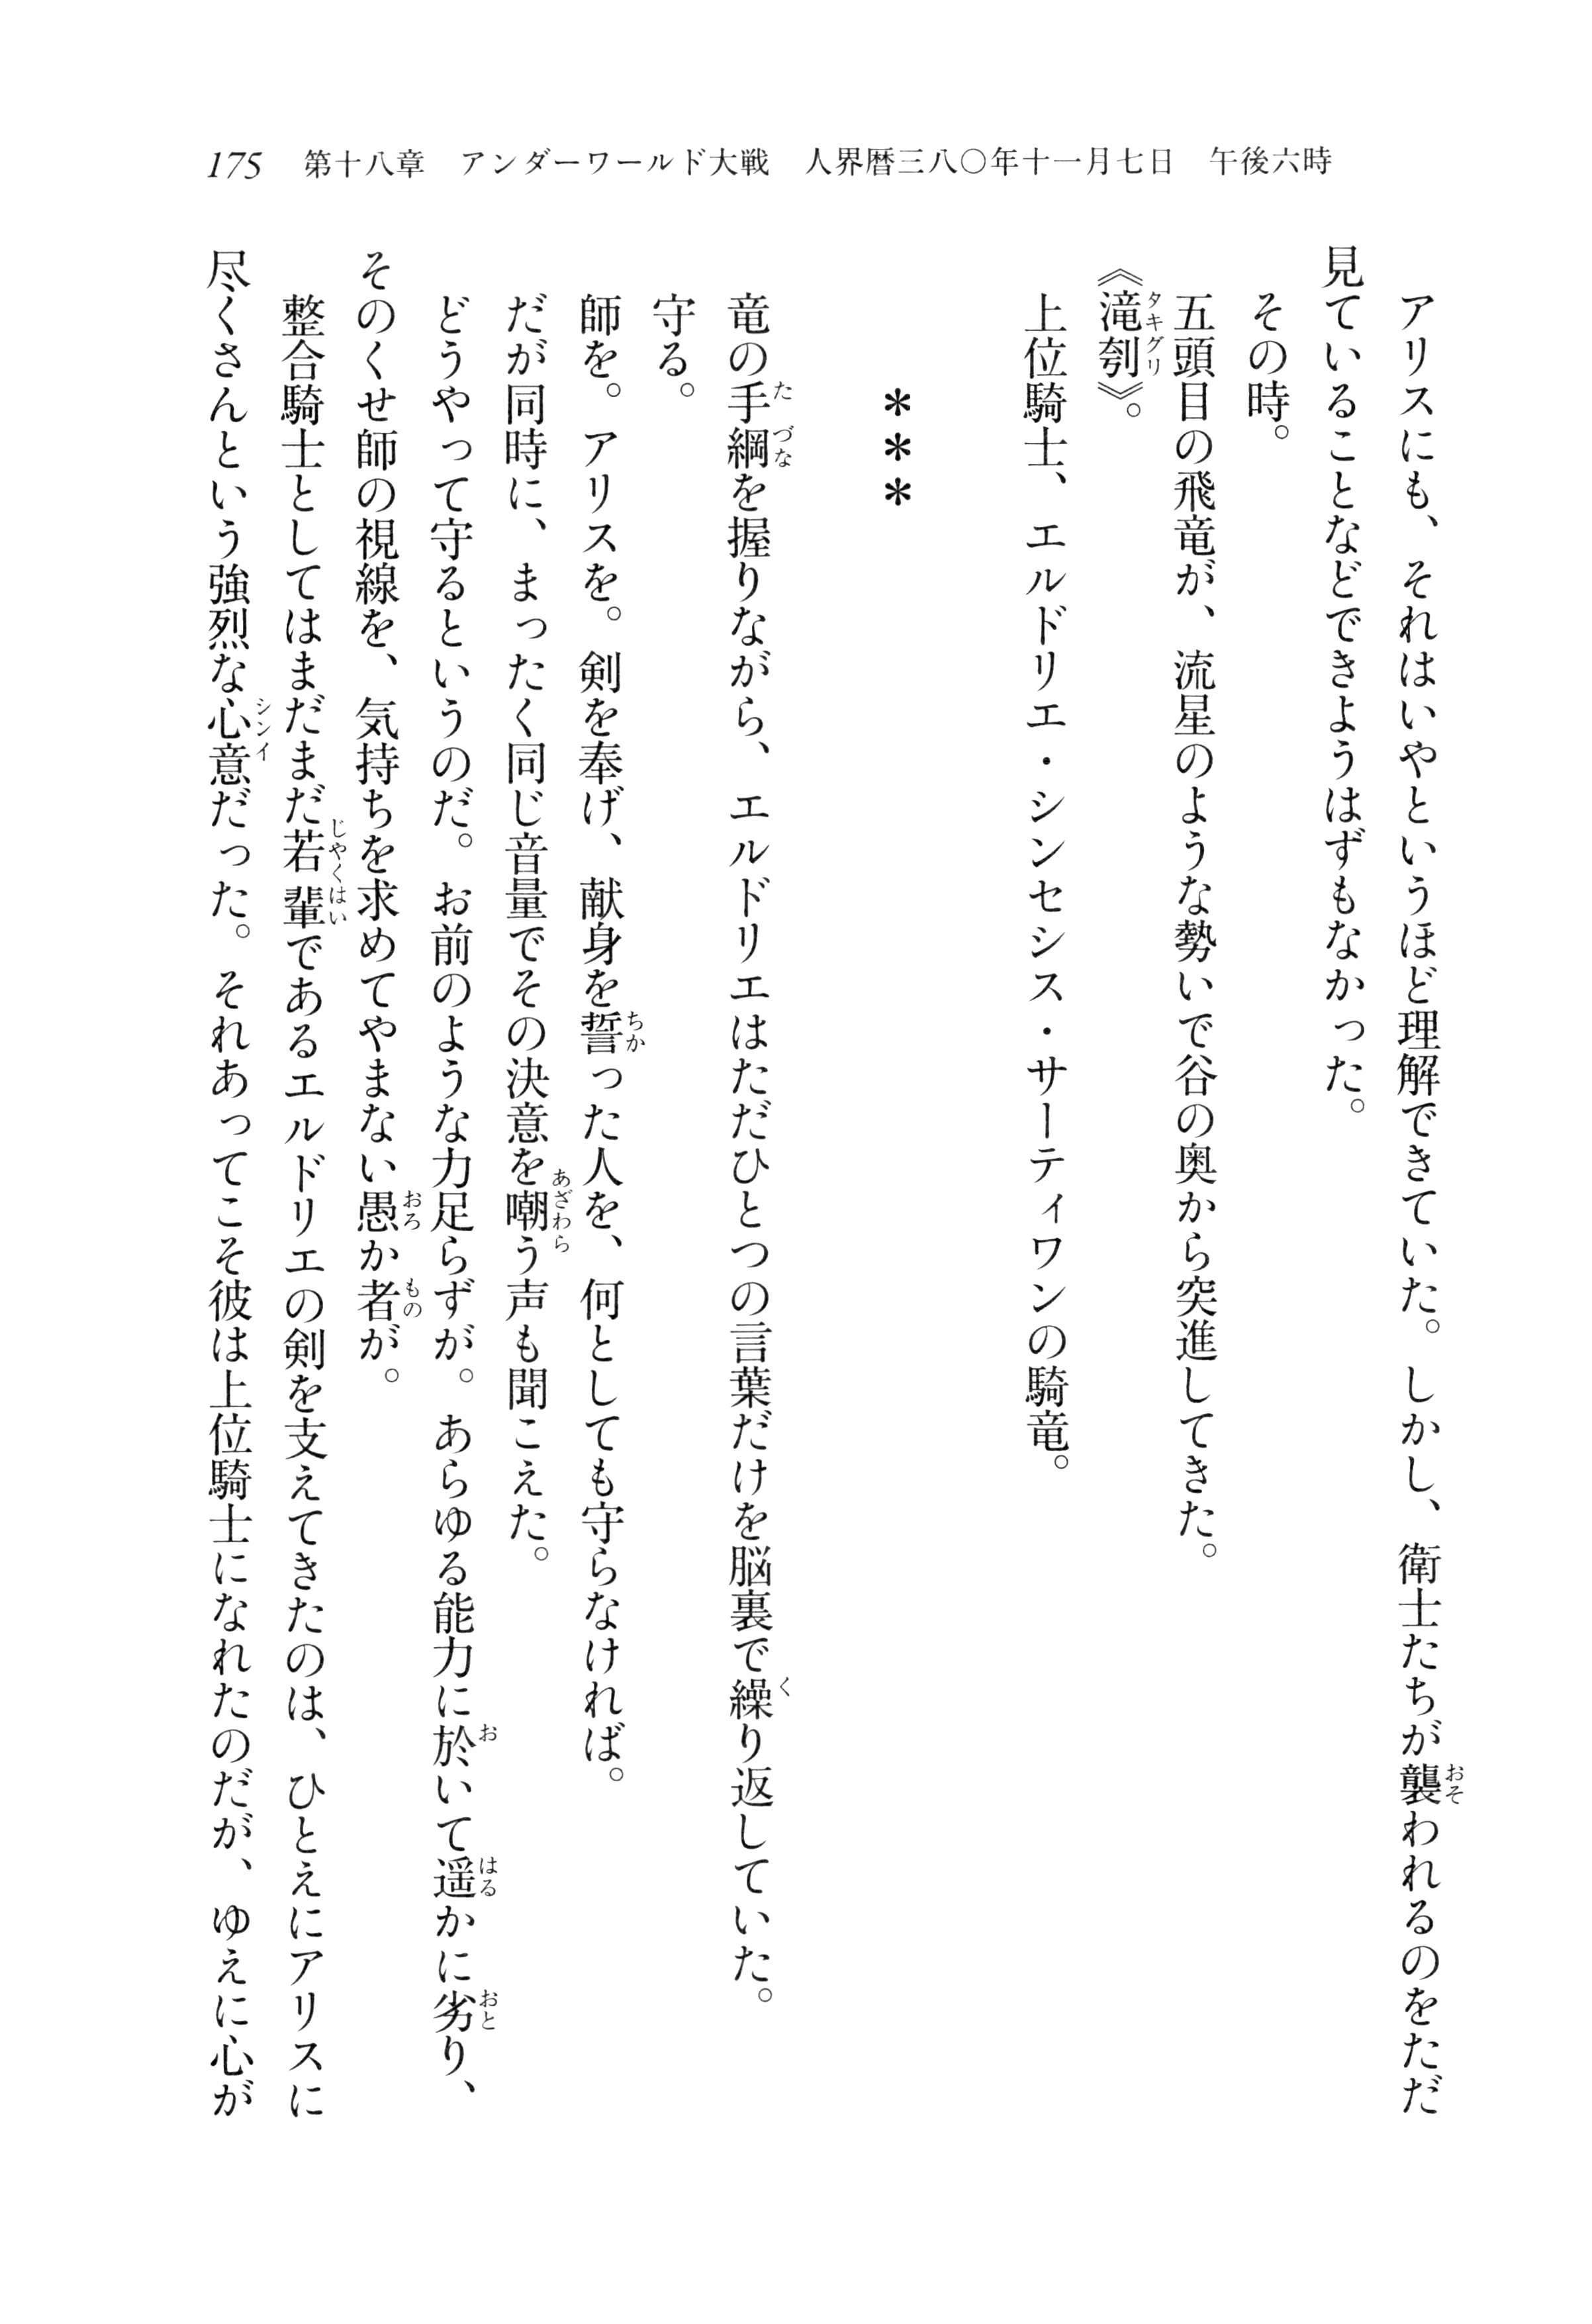 175　第十八章　アンダーワールド大戦　人界暦三八〇年十一月七日　午後六時
　アリスにも、それはいやというほど理解できていた。しかし、衛士たちが襲われるのをただ
見ていることなどできようはずもなかった。
　その時。
　五頭目の飛竜が、流星のような勢いで谷の奥から突進してきた。
《滝刳》。
　上位騎士、エルドリエ・シンセシス・サーティワンの騎竜。
＊＊＊
　竜の手綱を握りながら、エルドリエはただひとつの言葉だけを脳裏で繰り返していた。
　守る。
　師を。アリスを。剣を奉げ、献身を誓った人を、何としても守らなければ。
　だが同時に、まったく同じ音量でその決意を嘲う声も聞こえた。
　どうやって守るというのだ。お前のような力足らずが。あらゆる能力に於いて遥かに劣り、
そのくせ師の視線を、気持ちを求めてやまない愚か者が。
　整合騎士としてはまだまだ若輩であるエルドリエの剣を支えてきたのは、ひとえにアリスに
尽くさんという強烈な心意だった。それあってこそ彼は上位騎士になれたのだが、ゆえに心が